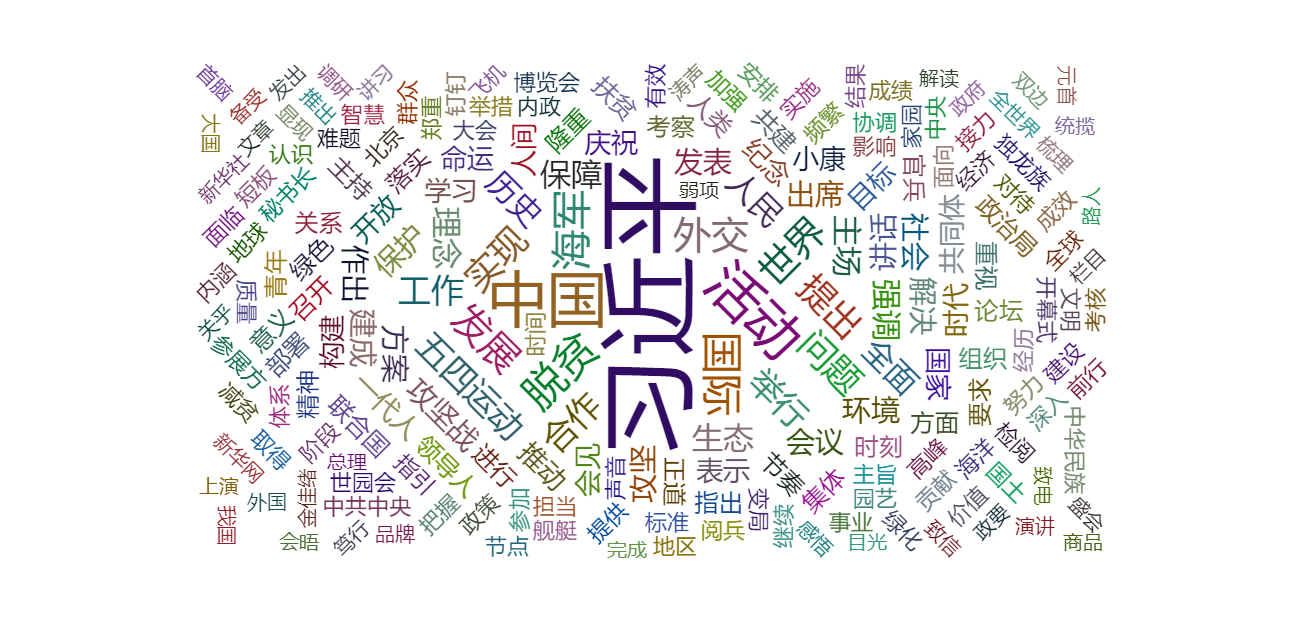 习近平
中国
活动
脱贫
发展
世界
国际
海军
五四运动
外交
实现
提出
问题
举行
全面
合作
工作
历史
保障
发表
人民
出席
目标
小康
纪念
庆祝
考察
人类
共建
频繁
协调
影响
官兵
家园
中央
接力
政府
全世界
双边
元首
统揽
梳理
独龙族
经济
面向
共同体
社会
讲话
主场
强调
解决
时代
论坛
重视
政治局
对待
成效
全球
栏目
路人
考核
文明
开幕式
建设
前行
经历
组织
国家
要求
努力
深入
中华民族
检阅
海洋
国土
致电
盛会
商品
演讲
政要
价值
贡献
高峰
方面
环境
会议
时刻
主旨
园艺
集体
节奏
变局
继续
感悟
事业
目光
绿化
致信
生态
表示
指出
标准
阅兵
地区
完成
提供
真正
攻坚
声音
会见
推动
担当
舰艇
参加
节点
政策
把握
进行
领导人
指引
攻坚战
一代人
方案
建成
构建
联合国
阶段
总理
世园会
中共中央
金佳绪
笃行
品牌
会晤
外国
我国
上演
新华网
取得
体系
精神
减贫
部署
意义
关乎
参展方
质量
内涵
青年
召开
绿色
作出
开放
保护
理念
时间
学习
命运
落实
主持
北京
关系
秘书长
地球
面临
短板
新华社
认识
难题
智慧
显现
文章
大国
备受
首脑
发出
推出
调研
讲习
群众
郑重
钉钉
举措
飞机
大会
内政
博览会
隆重
人间
扶贫
有效
涛声
加强
安排
实施
结果
成绩
解读
弱项